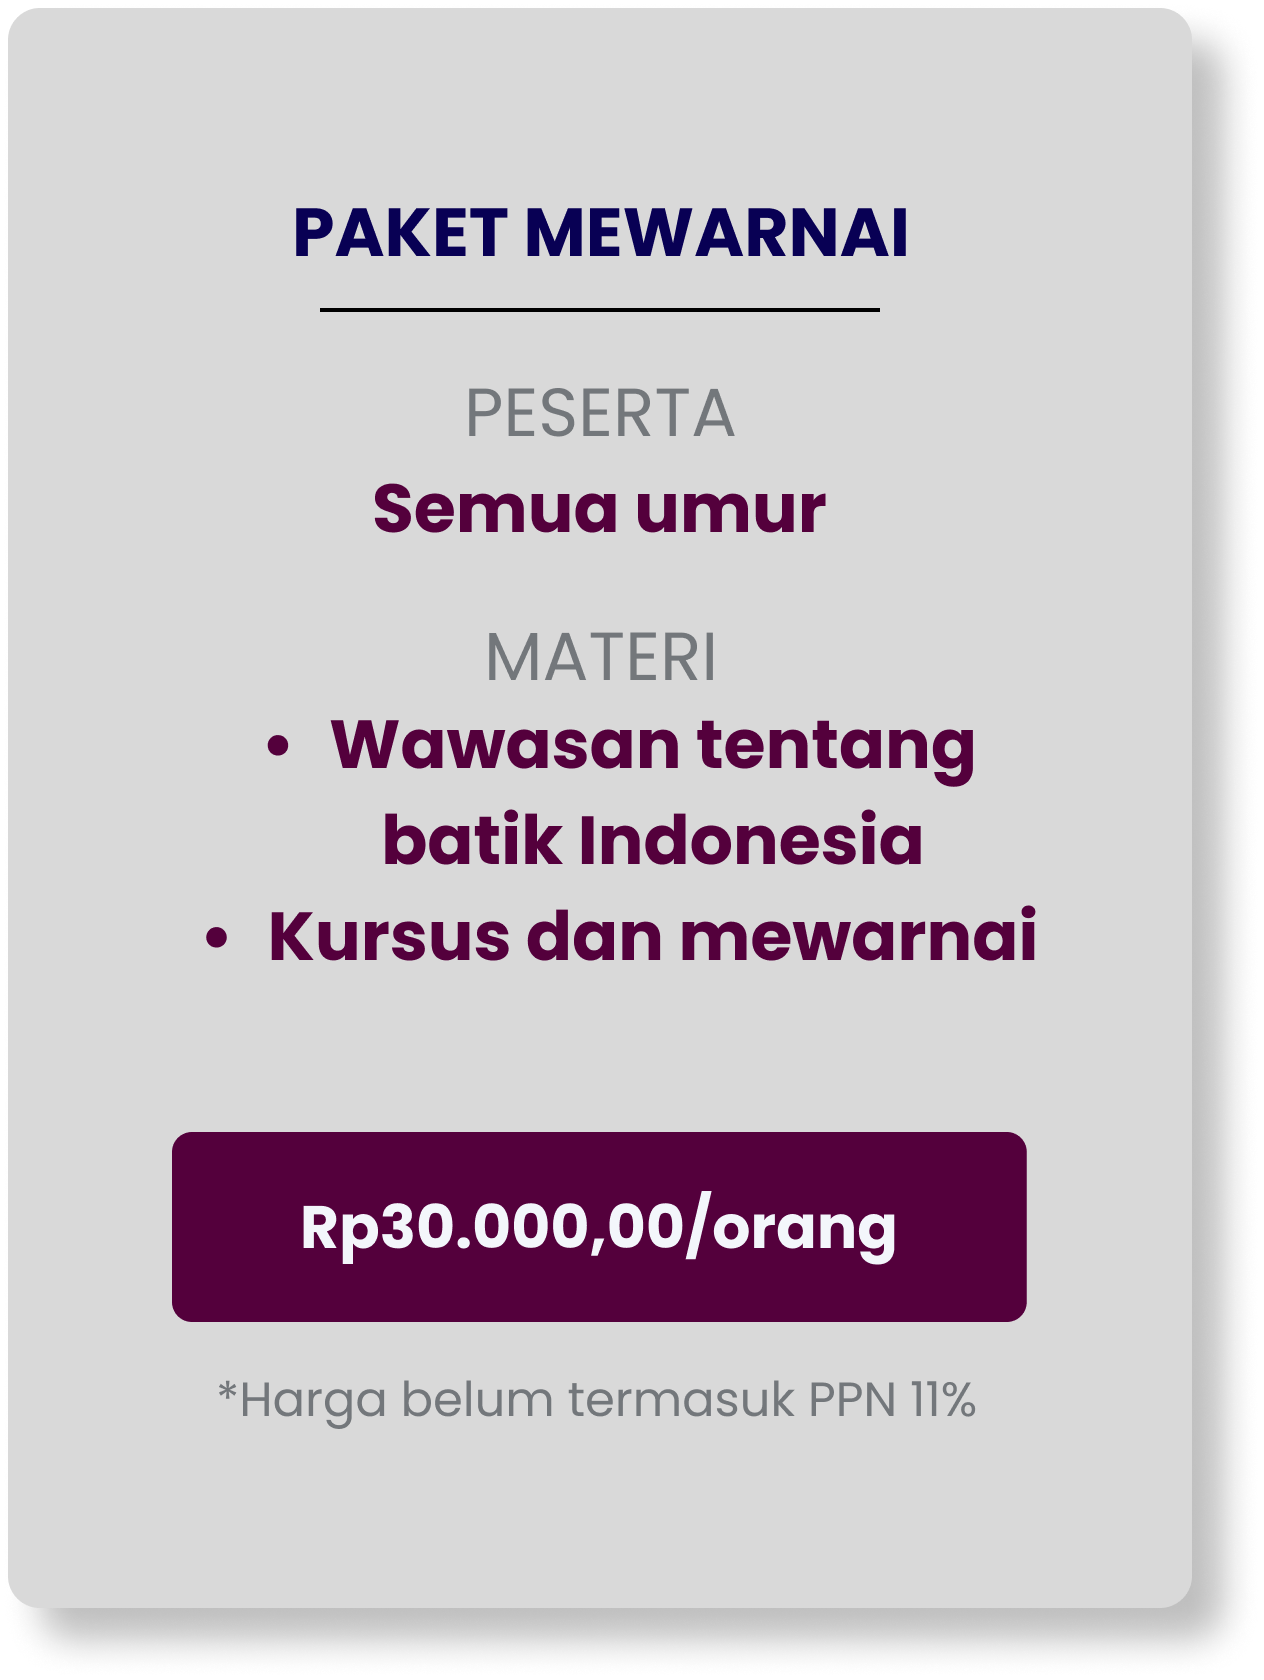 PAKET MEWARNAI
PESERTA
Semua umur
MATERI
• Wawasan tentang
batik Indonesia
• Kursus dan mewarnai
Rp30.000,00/orang
*Harga belum termasuk PPN 11%